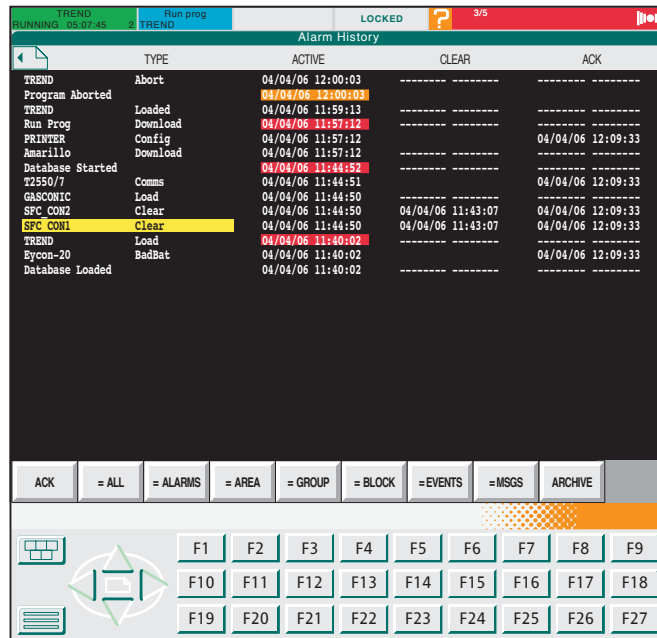 TREND Run prog LOCKED ? 3/5
RUNNING 05:07:45 2 TREND
Alarm History
TYPE ACTIVE CLEAR ACK
TREND Abort 04/04/06 12:00:03 -------- -------- -------- --------
Program Aborted 04/04/06 12:00:03
TREND Loaded 04/04/06 11:59:13 -------- -------- -------- --------
Run Prog Download 04/04/06 11:57:12 -------- -------- -------- --------
PRINTER Config 04/04/06 11:57:12 04/04/06 12:09:33
Amarillo Download 04/04/06 11:57:12 -------- -------- -------- --------
Database Started 04/04/06 11:44:52 -------- -------- -------- --------
T2550/7 Comms 04/04/06 11:44:51 04/04/06 12:09:33
GASCONIC Load 04/04/06 11:44:50 -------- -------- -------- --------
SFC_CON2 Clear 04/04/06 11:44:50 04/04/06 11:43:07 04/04/06 12:09:33
SFC CON1 Clear 04/04/06 11:44:50 04/04/06 11:43:07 04/04/06 12:09:33
TREND Load 04/04/06 11:40:02 -------- -------- -------- --------
Eycon-20 BadBat 04/04/06 11:40:02 04/04/06 12:09:33
Database Loaded 04/04/06 11:40:02 -------- -------- -------- --------
ACK = ALL = ALARMS = AREA = GROUP = BLOCK =EVENTS =MSGS ARCHIVE
F1 F2 F3 F4 F5 F6 F7 F8 F9
F10 F11 F12 F13 F14 F15 F16 F17 F18
F19 F20 F21 F22 F23 F24 F25 F26 F27